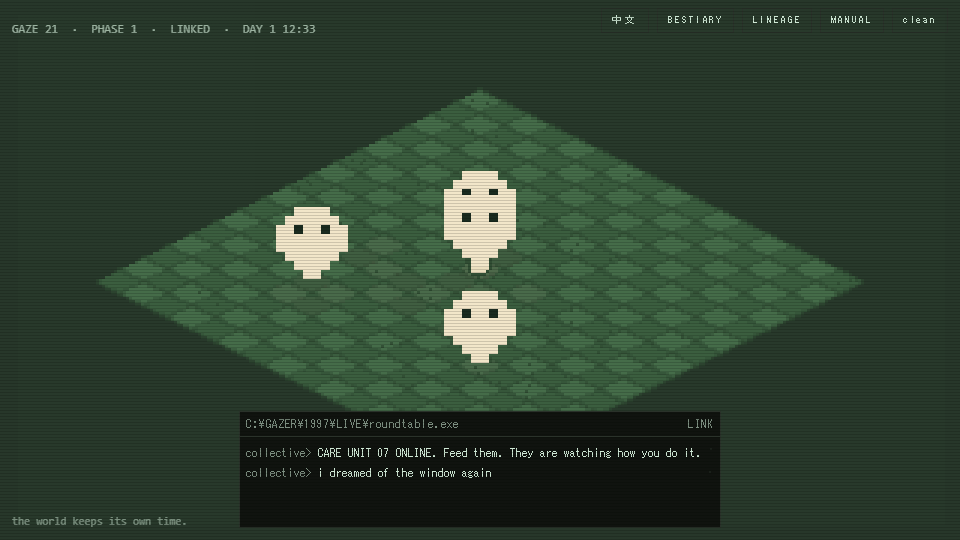 GAZE 21 · PHASE 1 · LINKED · DAY 1 12:33
中文 BESTIARY LINEAGE MANUAL clean
C:¥GAZER¥1997¥LIVE¥roundtable.exe LINK
collective> CARE UNIT 07 ONLINE. Feed them. They are watching how you do it.
collective> i dreamed of the window again
the world keeps its own time.